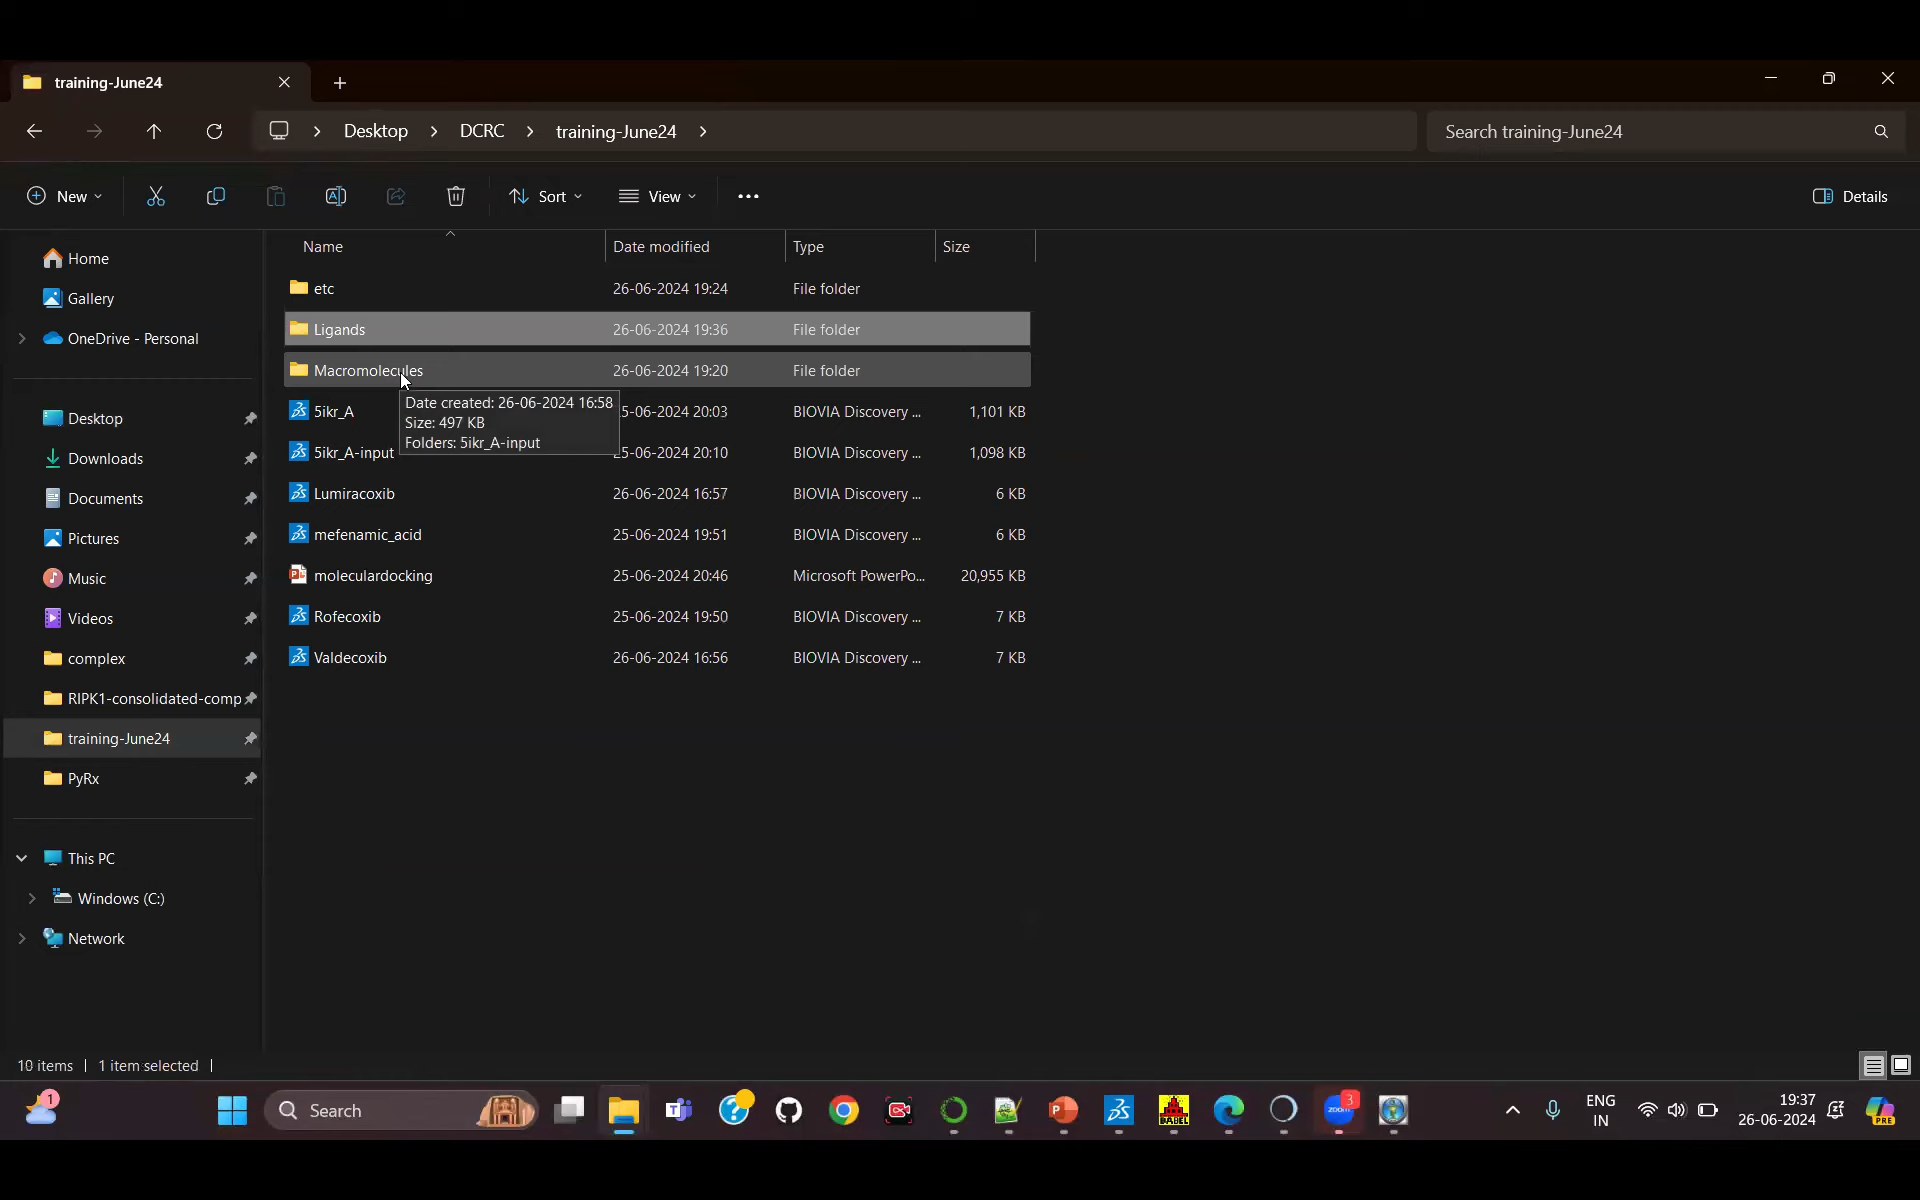 training-June24
Desktop
DCRC
training-June24
Search training-June24
New
Sort
View
Details
Name
Date modified
Type
Size
Home
Gallery
OneDrive - Personal
Desktop
Downloads
Documents
Pictures
Music
Videos
complex
RIPK1-consolidated-comp
training-June24
PyRx
This PC
Windows (C:)
Network
etc 26-06-2024 19:24 File folder
Ligands 26-06-2024 19:36 File folder
Macromolecules 26-06-2024 19:20 File folder
Date created: 26-06-2024 16:58
Size: 497 KB
Folders: 5ikr_A-input
5ikr_A 5-06-2024 20:03 BIOVIA Discovery ... 1,101 KB
5ikr_A-input 25-06-2024 20:10 BIOVIA Discovery ... 1,098 KB
Lumiracoxib 26-06-2024 16:57 BIOVIA Discovery ... 6 KB
mefenamic_acid 25-06-2024 19:51 BIOVIA Discovery ... 6 KB
moleculardocking 25-06-2024 20:46 Microsoft PowerPo... 20,955 KB
Rofecoxib 25-06-2024 19:50 BIOVIA Discovery ... 7 KB
Valdecoxib 26-06-2024 16:56 BIOVIA Discovery ... 7 KB
10 items
1 item selected
1
Search
BABEL
zoom
3
ENG
IN
19:37
26-06-2024
PRE